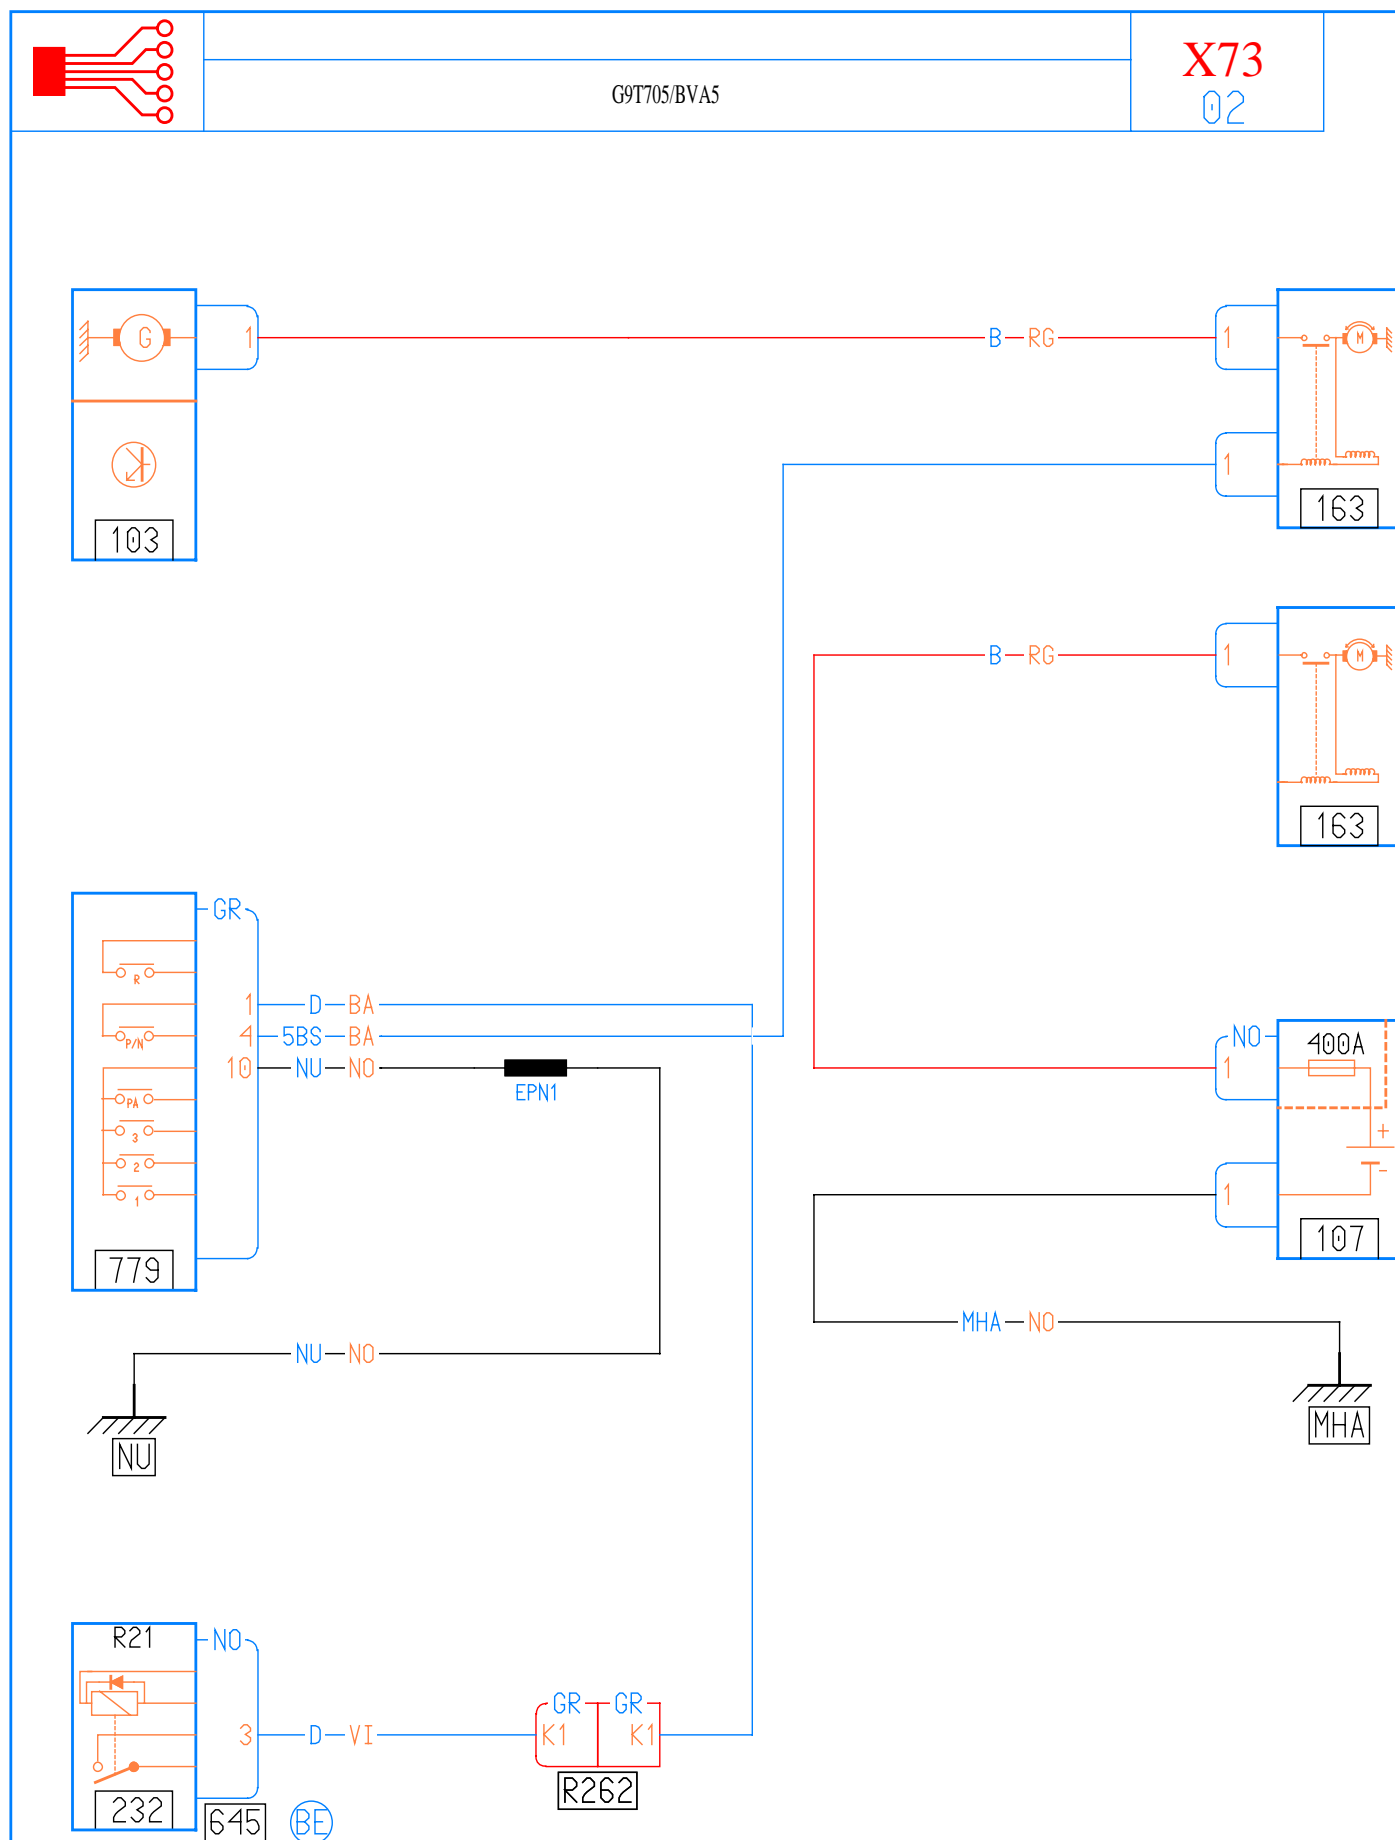 X73
G9T705/BVA5
02
G 1 B RG 1 M
1
103 163
B RG 1 M
163
GR
R
1 D BA
P/N 4 5BS BA
10 NU NO
EPN1
NO 400A
1
PA
3
2
1
+
-
1
779 107
MHA NO
NU NO
MHA
NU
R21 NO
GR GR
3 D VI K1 K1
R262
232 645 BE